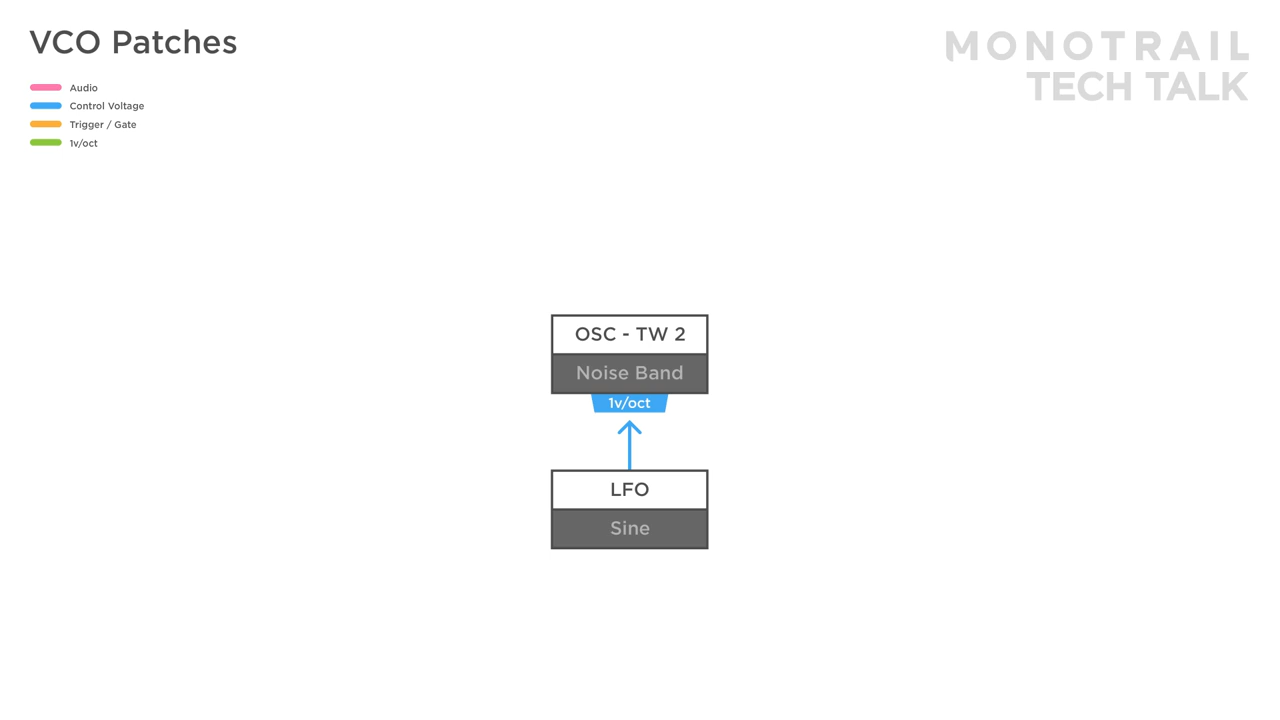 VCO Patches
MONOTRAIL
TECH TALK
Audio
Control Voltage
Trigger / Gate
1v/oct
OSC - TW 2
Noise Band
1v/oct
LFO
Sine